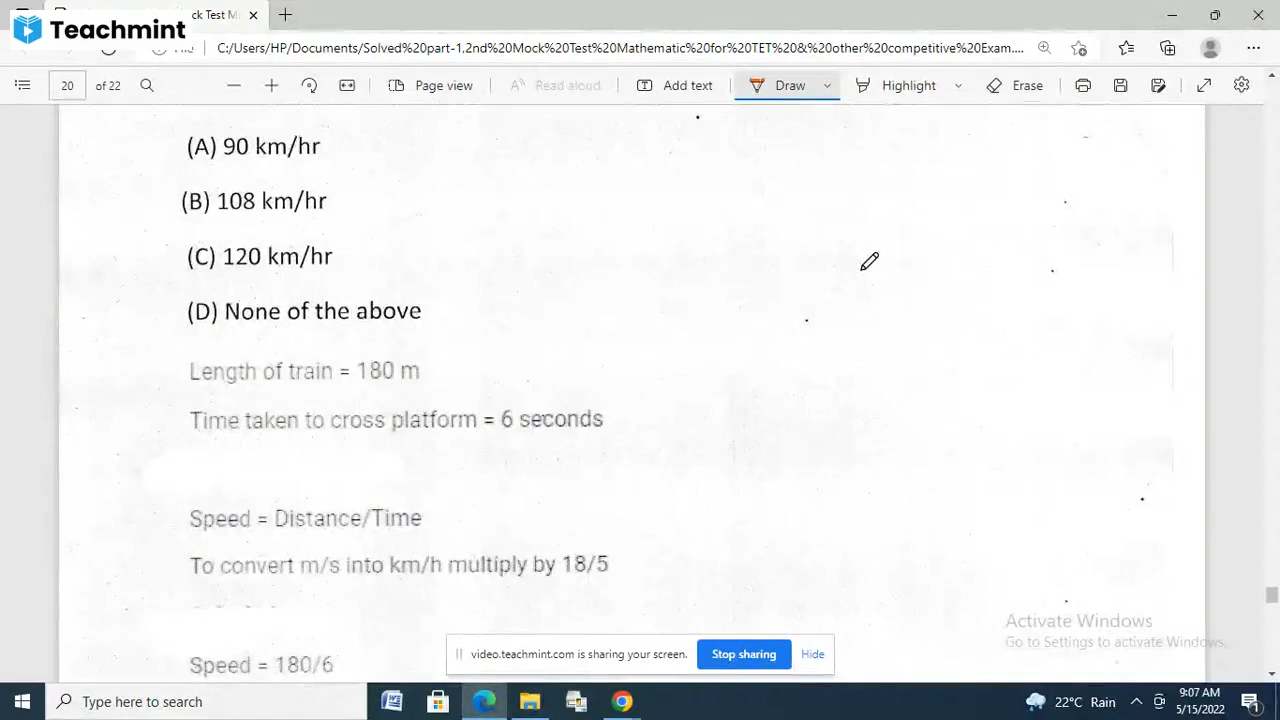 ck Test M
Teachmint
C:/Users/HP/Documents/Solved%20part-1,2nd%20Mock%20Test%20Mathematic%20for%20TET%20&%20other%20competitive%20Exam....
20 of 22
Page view
Read aloud
Add text
Draw
Highlight
Erase
(A) 90 km/hr
(B) 108 km/hr
(C) 120 km/hr
(D) None of the above
Length of train = 180 m
Time taken to cross platform = 6 seconds
Speed = Distance/Time
To convert m/s into km/h multiply by 18/5
Activate Windows
Go to Settings to activate Windows.
video.teachmint.com is sharing your screen.
Stop sharing
Hide
Speed = 180/6
Type here to search
22°C Rain
9:07 AM
5/15/2022
1